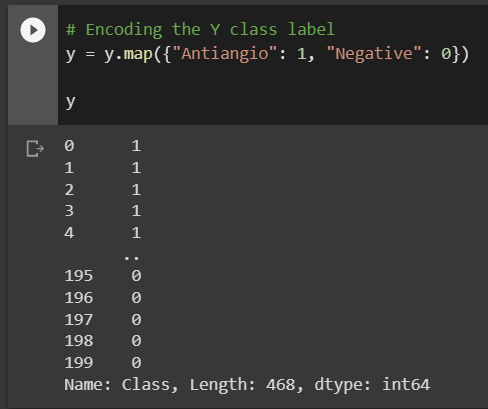 # Encoding the Y class label
y = y.map({"Antiangio": 1, "Negative": 0})
y
0 1
1 1
2 1
3 1
4 1
..
195 0
196 0
197 0
198 0
199 0
Name: Class, Length: 468, dtype: int64